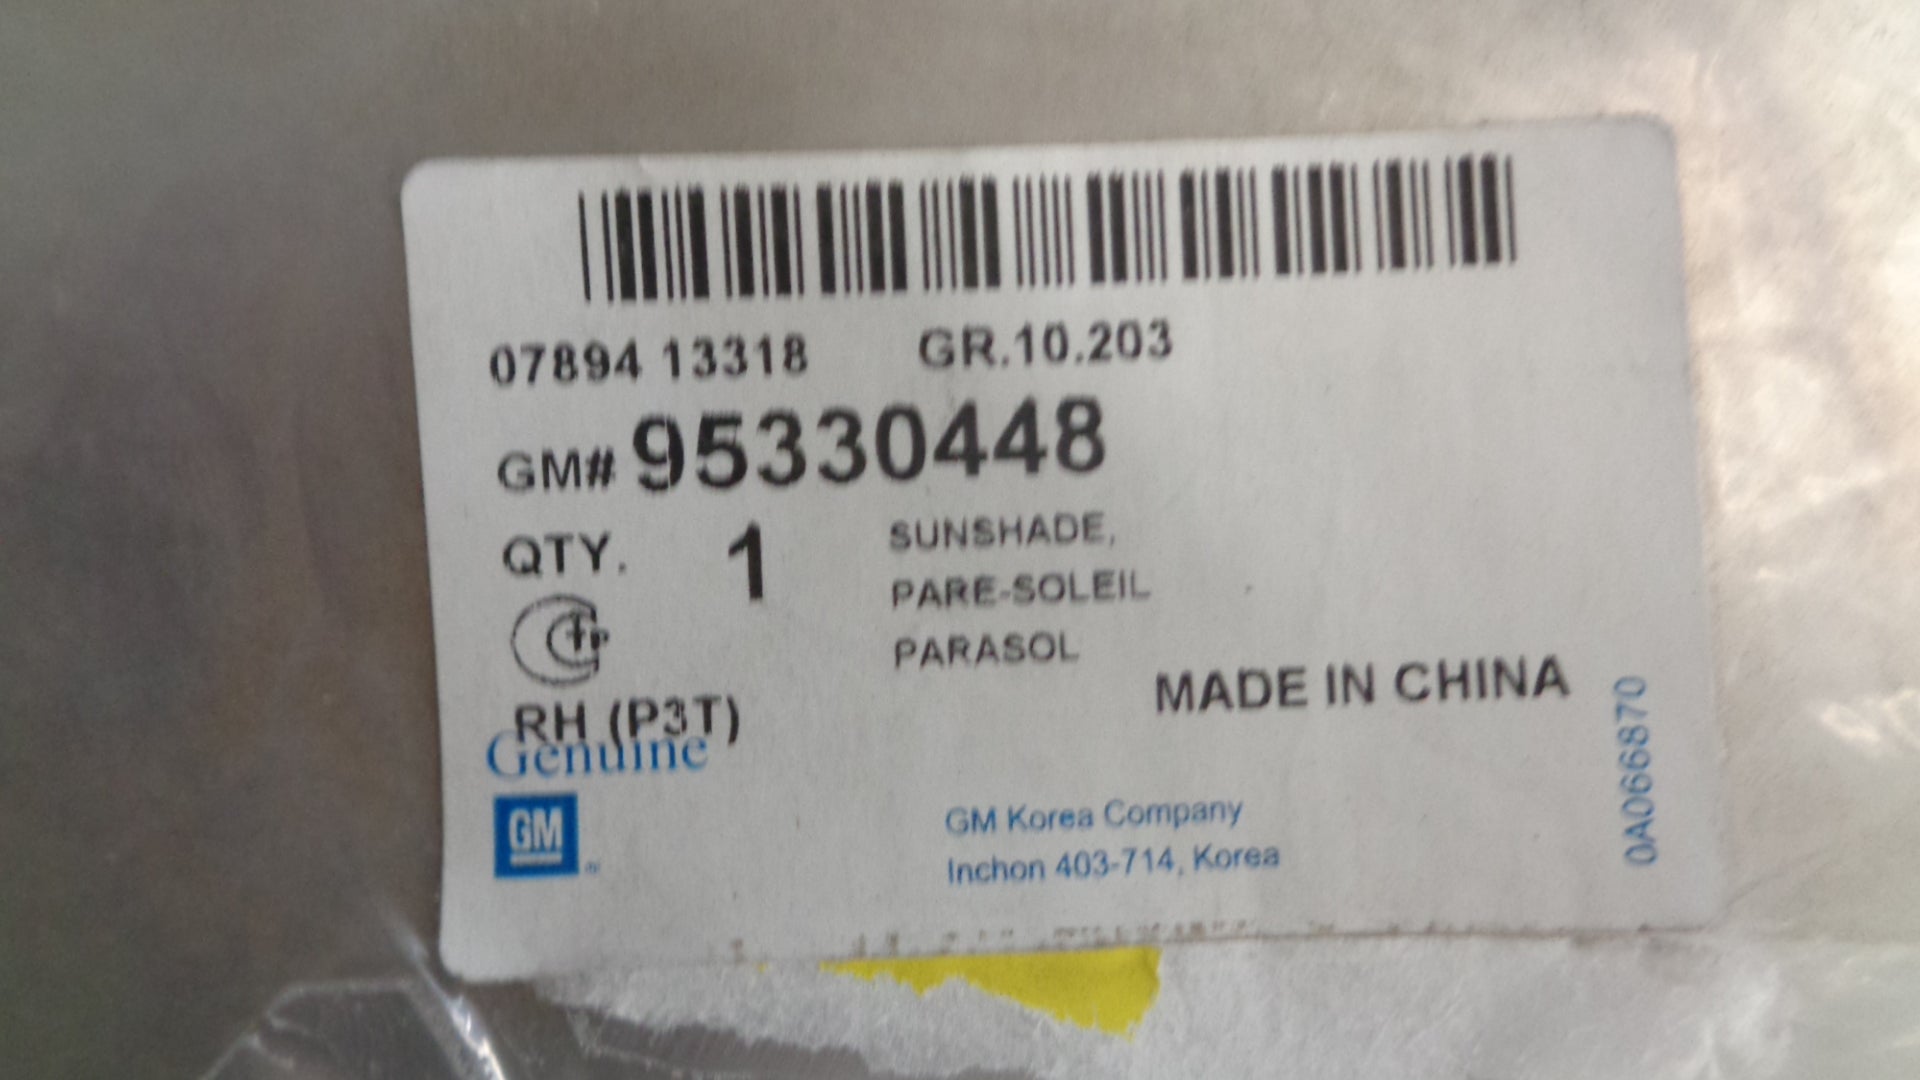 07894 13318 GR.10.203
GM# 95330448
QTY. 1 SUNSHADE,
PARE-SOLEIL
PARASOL
RH (P3T)
MADE IN CHINA
Genuine
GM
GM Korea Company
Inchon 403-714, Korea
0A066870